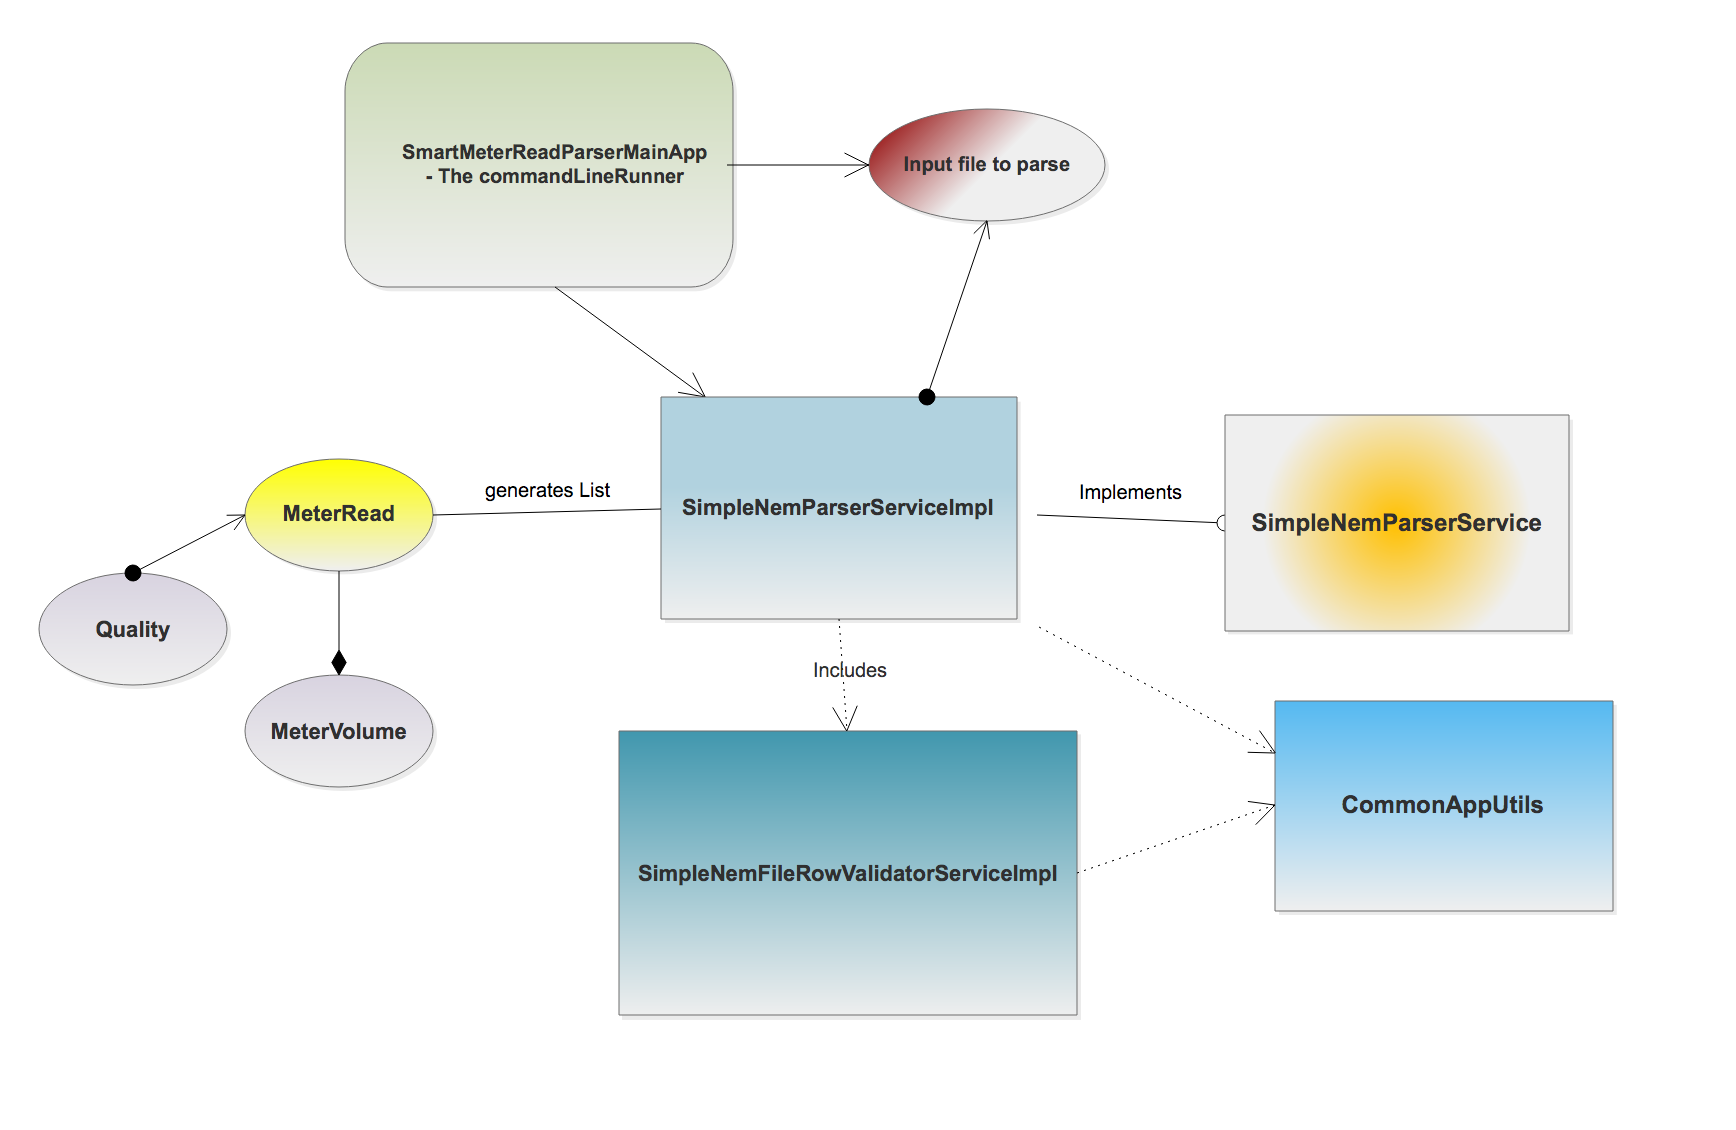 SmartMeterReadParserMainApp
- The commandLineRunner
Input file to parse
generates List
Implements
MeterRead
SimpleNemParserServiceImpl
SimpleNemParserService
Quality
Includes
MeterVolume
CommonAppUtils
SimpleNemFileRowValidatorServiceImpl